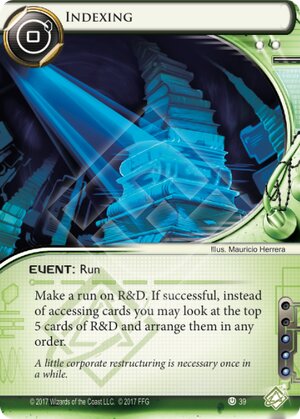 INDEXING
Illus. Mauricio Herrera
EVENT: Run
Make a run on R&D. If successful, instead
of accessing cards you may look at the top
5 cards of R&D and arrange them in any
order.
A little corporate restructuring is necessary once in
a while.
© 2017 Wizards of the Coast LLC. © 2017 FFG 39